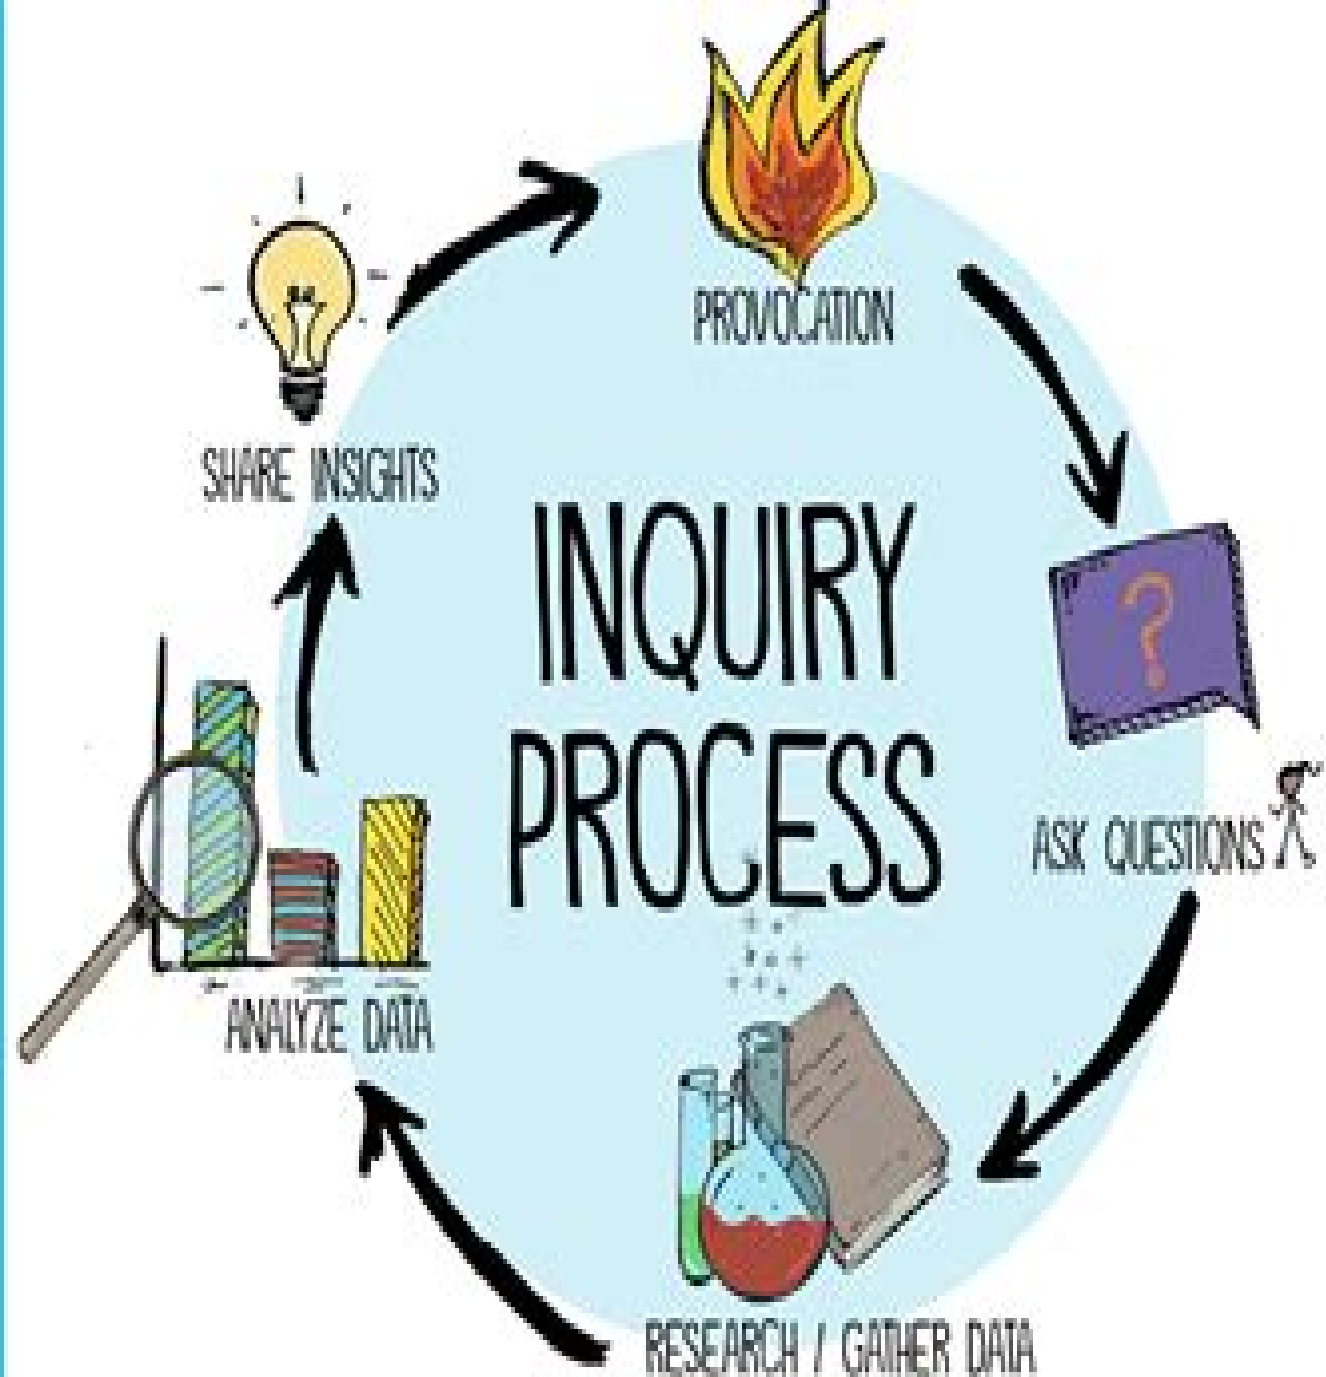 PROVOCATION
SHARE INSIGHTS
INQUIRY
PROCESS
?
ASK QUESTIONS
ANALYZE DATA
RESEARCH / GATHER DATA